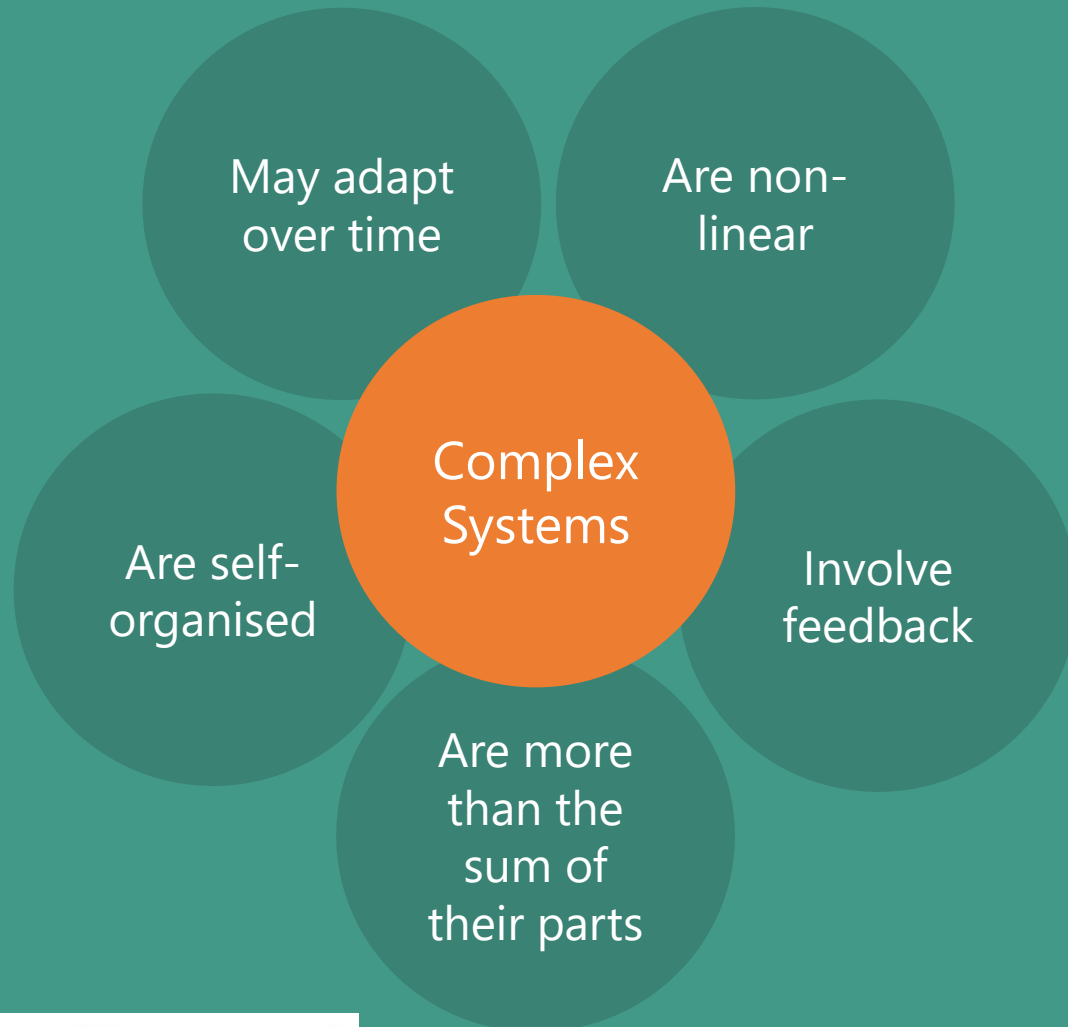 May adapt
over time
Are non-
linear
Complex
Systems
Are self-
organised
Involve
feedback
Are more
than the
sum of
their parts